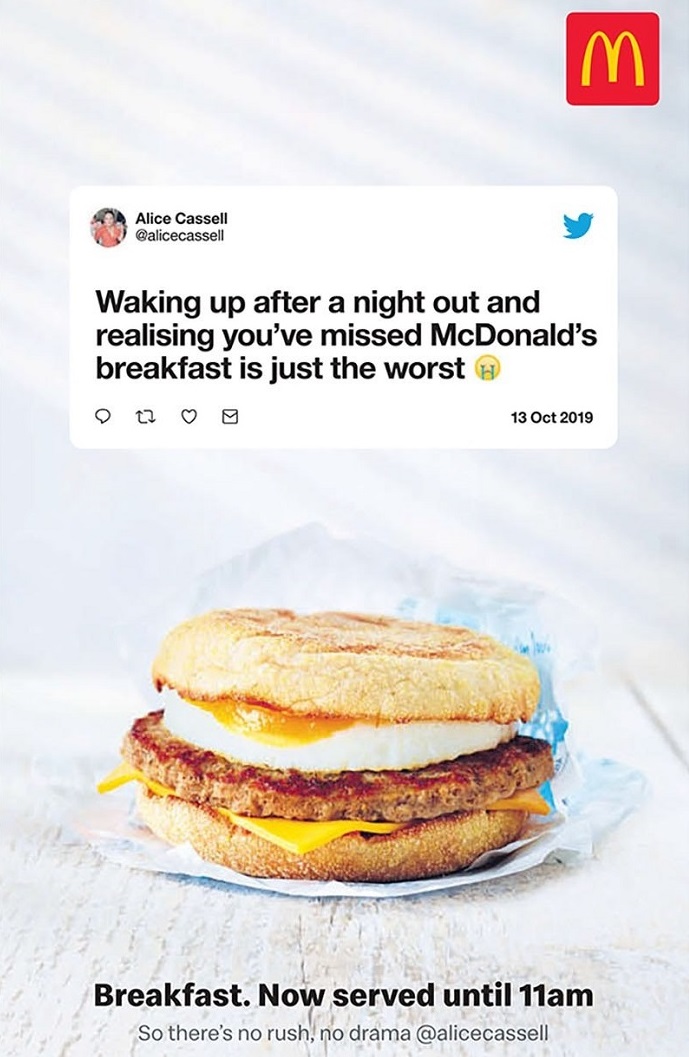 Alice Cassell
@alicecassell
Waking up after a night out and
realising you've missed McDonald's
breakfast is just the worst 😭
13 Oct 2019
Breakfast. Now served until 11am
So there's no rush, no drama @alicecassell